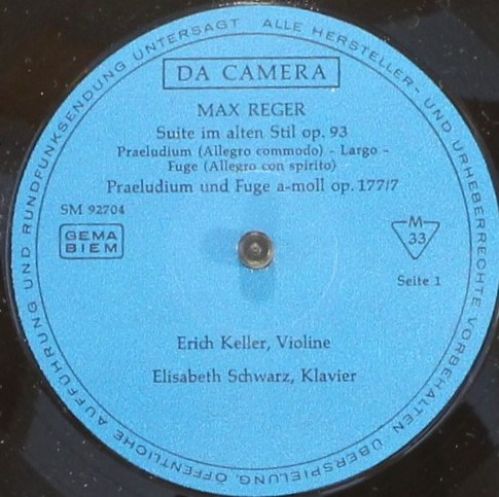 DA CAMERA
MAX REGER
Suite im alten Stil op. 93
Praeludium (Allegro commodo) - Largo -
Fuge (Allegro con spirito)
Praeludium und Fuge a-moll op. 177/7
SM 92704
GEMA
BIEM
M
33
Seite 1
Erich Keller, Violine
Elisabeth Schwarz, Klavier
ALLE HERSTELLER- UND URHEBERRECHTE VORBEHALTEN ÜBERSPIELUNG, ÖFFENTLICHE AUFFÜHRUNG UND RUNDFUNKSENDUNG UNTERSAGT